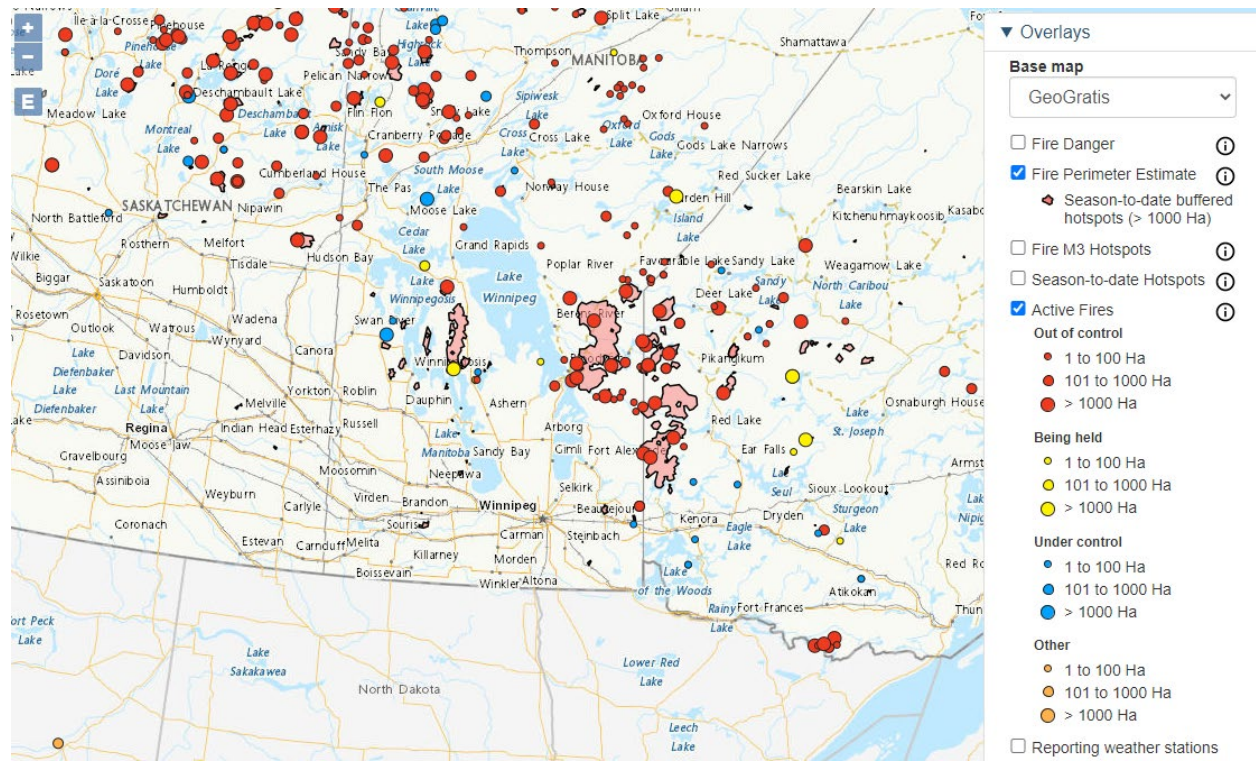 Île-à-la-Crosse
Pinehouse
Split Lake
Gillam
Shamattawa
Pinehouse
Lake
Highrock
Lake
Sandy Bay
Thompson
MANITOBA
La Ronge
Pelican Narrows
Doré
Lake
Deschambault Lake
Sipiwesk
Lake
Meadow Lake
Deschambault
Lake
Amisk
Lake
Flin Flon
Snow Lake
Oxford House
Montreal
Lake
Cranberry Portage
Cross
Lake
Cross Lake
Oxford
Lake
Gods
Lake
Gods Lake Narrows
South Moose
Lake
Cumberland House
The Pas
Norway House
Red Sucker Lake
Bearskin Lake
SASKATCHEWAN
Nipawin
Moose Lake
Garden Hill
Island
Lake
Kitchenuhmaykoosib
North Battleford
Rosthern
Melfort
Cedar
Lake
Grand Rapids
Wilkie
Biggar
Humboldt
Tisdale
Hudson Bay
Poplar River
Favourable Lake
Sandy Lake
Weagamow Lake
Saskatoon
Lake
Winnipegosis
Lake
Winnipeg
Deer Lake
Sandy
Lake
North Caribou
Lake
Rosetown
Outlook
Watrous
Wadena
Swan River
Berens River
Lake
Diefenbaker
Davidson
Wynyard
Canora
Winnipegosis
Bloodvein
Pikangikum
Lake
Diefenbaker
Last Mountain
Lake
Yorkton
Roblin
Dauphin
Ashern
Osnaburgh House
Melville
Regina
Indian Head
Esterhazy
Russell
Arborg
Red Lake
Lake
St. Joseph
Moose Jaw
Lake
Manitoba
Sandy Bay
Gimli
Fort Alexander
Ear Falls
Gravelbourg
Moosomin
Neepawa
Lac
Seul
Armst
Assiniboia
Weyburn
Virden
Brandon
Selkirk
Sioux Lookout
Carlyle
Souris
Winnipeg
Beausejour
Kenora
Dryden
Sturgeon
Lake
Coronach
Estevan
Carnduff
Melita
Carman
Steinbach
Eagle
Lake
Killarney
Morden
Boissevain
Winkler
Altona
Lake
of the Woods
Atikokan
Rainy
Lake
Fort Frances
Thun
Fort Peck
Lake
Lake
Sakakawea
Lower Red
Lake
North Dakota
Leech
Lake
+
−
E
▼ Overlays
Base map
GeoGratis
Fire Danger
Fire Perimeter Estimate
Season-to-date buffered
hotspots (> 1000 Ha)
Fire M3 Hotspots
Season-to-date Hotspots
Active Fires
Out of control
1 to 100 Ha
101 to 1000 Ha
> 1000 Ha
Being held
1 to 100 Ha
101 to 1000 Ha
> 1000 Ha
Under control
1 to 100 Ha
101 to 1000 Ha
> 1000 Ha
Other
1 to 100 Ha
101 to 1000 Ha
> 1000 Ha
Reporting weather stations